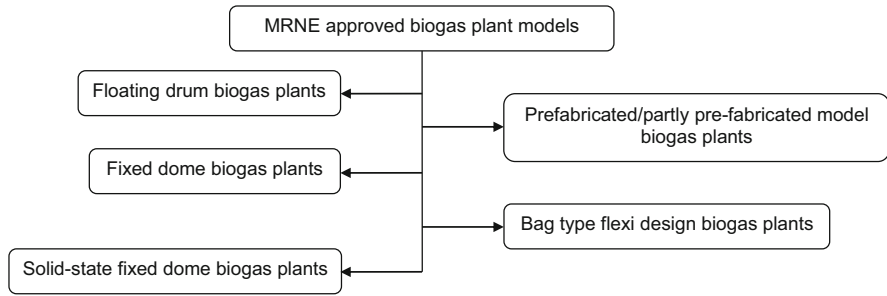 MRNE approved biogas plant models
Floating drum biogas plants
Prefabricated/partly pre-fabricated model
biogas plants
Fixed dome biogas plants
Bag type flexi design biogas plants
Solid-state fixed dome biogas plants